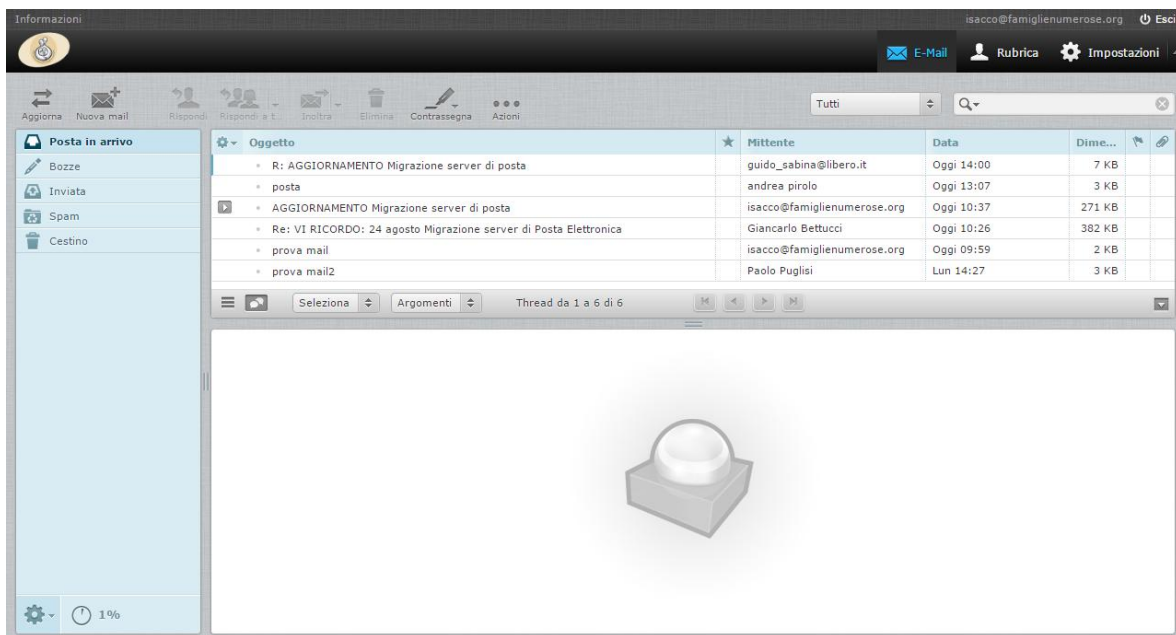 Informazioni isacco@famiglienumerose.org Esci
E-Mail Rubrica Impostazioni
Aggiorna Nuova mail Rispondi Rispondi a t... Inoltra Elimina Contrassegna Azioni Tutti
Posta in arrivo
Bozze
Inviata
Spam
Cestino
Oggetto Mittente Data Dime...
R: AGGIORNAMENTO Migrazione server di posta guido_sabina@libero.it Oggi 14:00 7 KB
posta andrea pirolo Oggi 13:07 3 KB
AGGIORNAMENTO Migrazione server di posta isacco@famiglienumerose.org Oggi 10:37 271 KB
Re: VI RICORDO: 24 agosto Migrazione server di Posta Elettronica Giancarlo Bettucci Oggi 10:26 382 KB
prova mail isacco@famiglienumerose.org Oggi 09:59 2 KB
prova mail2 Paolo Puglisi Lun 14:27 3 KB
Seleziona Argomenti Thread da 1 a 6 di 6
1%